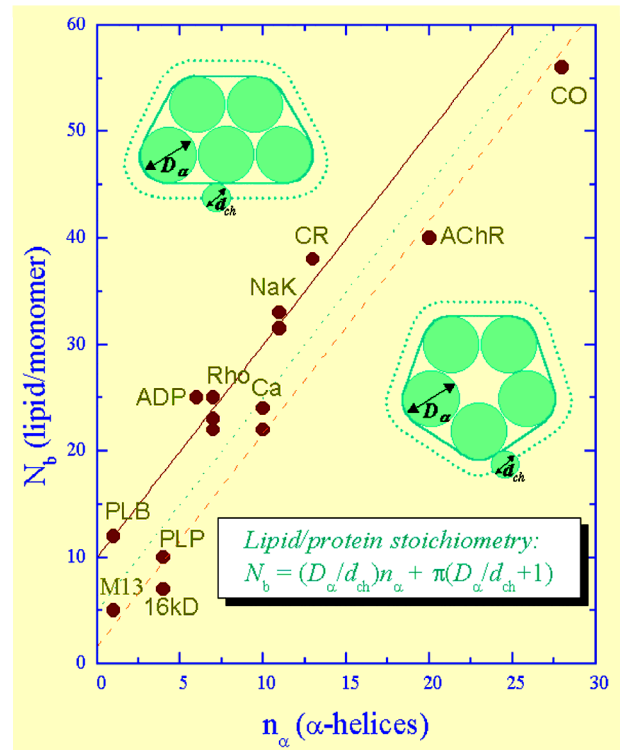 60
50
40
30
20
10
0
0
5
10
15
20
25
30
N_b (lipid/monomer)
n_α (α-helices)
D_α
d_ch
CO
CR
AChR
NaK
Rho
ADP
Ca
PLB
PLP
M13
16kD
D_α
d_ch
Lipid/protein stoichiometry:
N_b = (D_α/d_ch)n_α + π(D_α/d_ch+1)